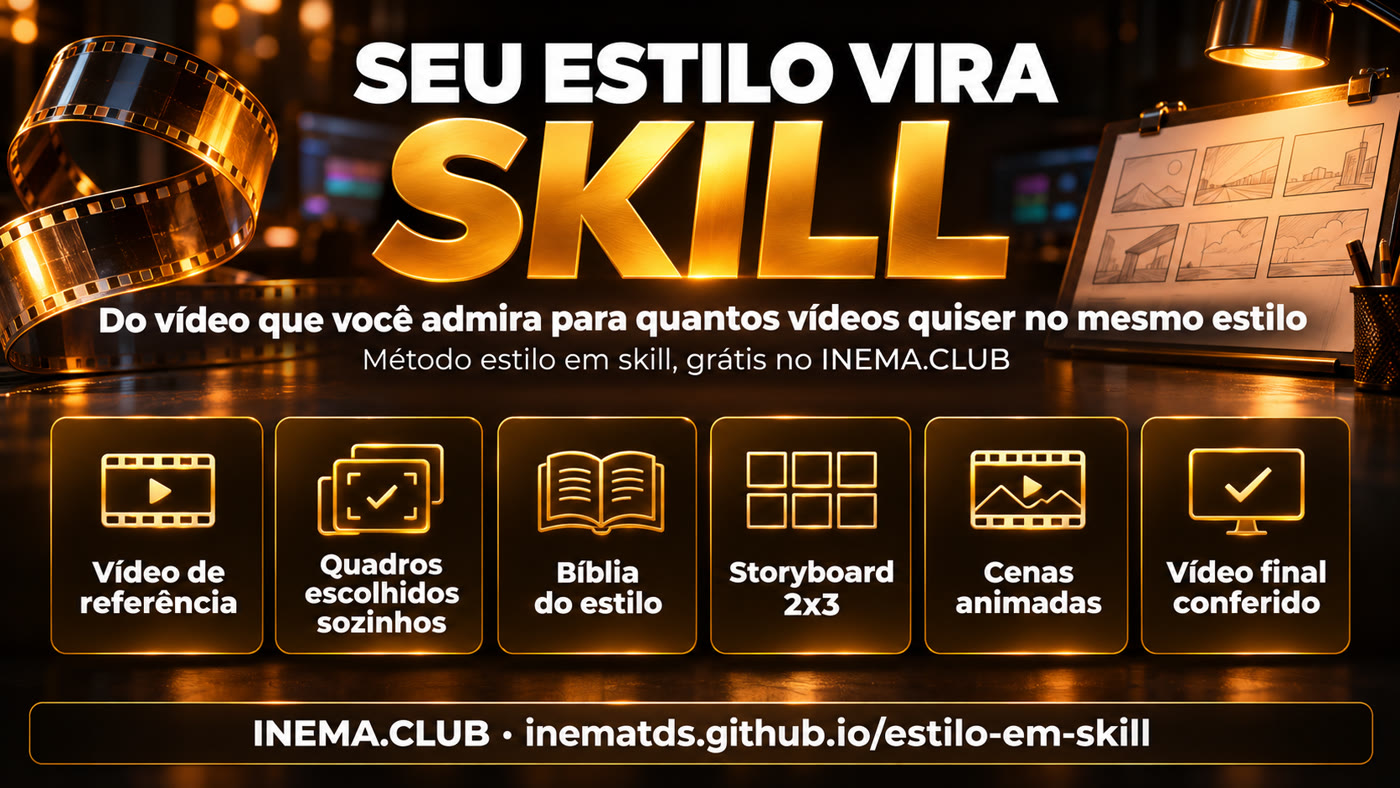 SEU ESTILO VIRA
SKILL
Do vídeo que você admira para quantos vídeos quiser no mesmo estilo
Método estilo em skill, grátis no INEMA.CLUB
Vídeo de
referência
Quadros
escolhidos
sozinhos
Bíblia
do estilo
Storyboard
2x3
Cenas
animadas
Vídeo final
conferido
INEMA.CLUB • inematds.github.io/estilo-em-skill